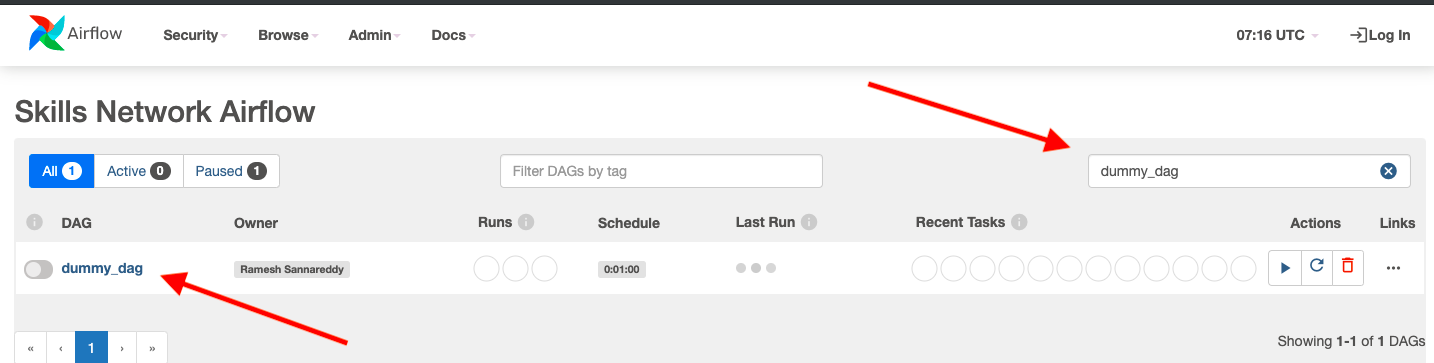 Airflow Security Browse Admin Docs 07:16 UTC Log In
Skills Network Airflow
All 1 Active 0 Paused 1 Filter DAGs by tag dummy_dag
DAG Owner Runs Schedule Last Run Recent Tasks Actions Links
dummy_dag Ramesh Sannareddy 0:01:00
« ‹ 1 › »
Showing 1-1 of 1 DAGs